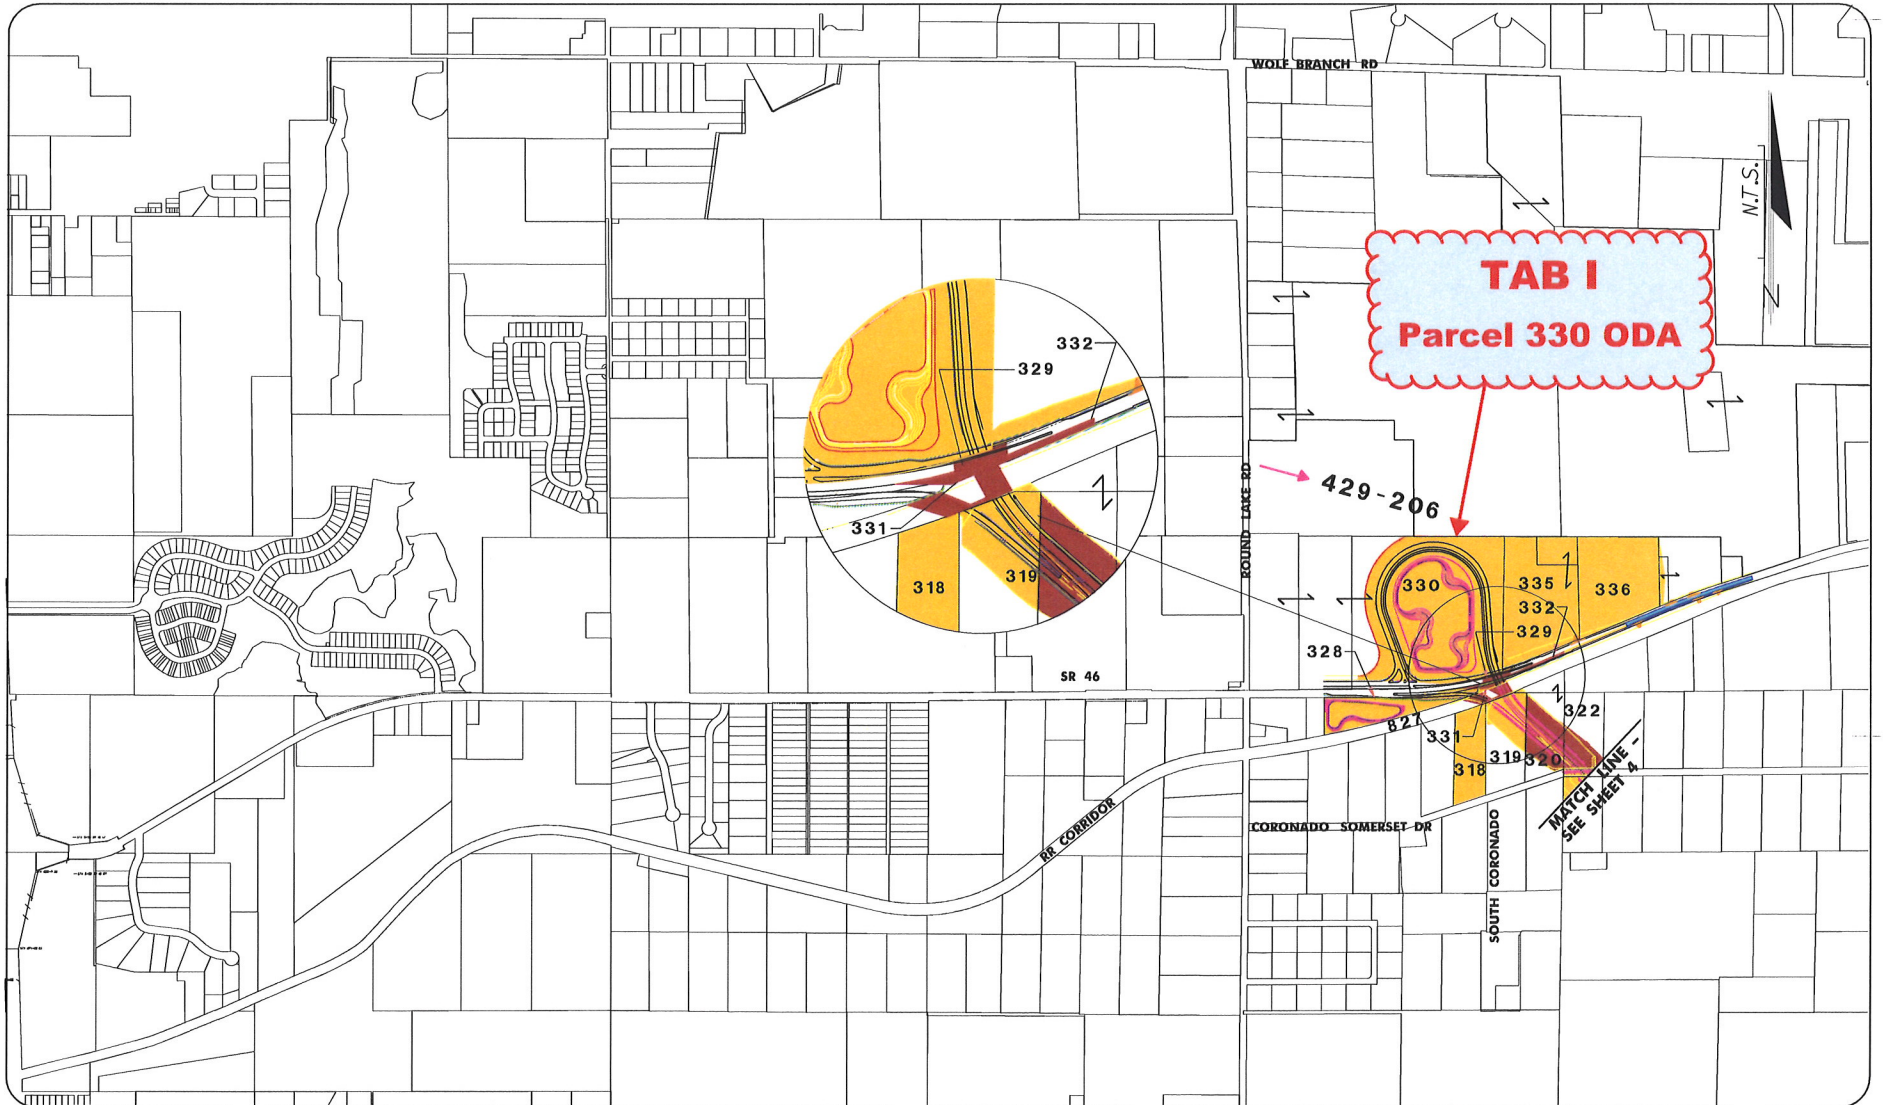 WOLF BRANCH RD
N.T.S.
TAB I
Parcel 330 ODA
332
329
331
318
319
ROUND LAKE RD
429-206
330
335
336
332
329
328
SR 46
827
331
322
319
320
318
MATCH LINE -
SEE SHEET 4
RR CORRIDOR
CORONADO SOMERSET DR
SOUTH CORONADO